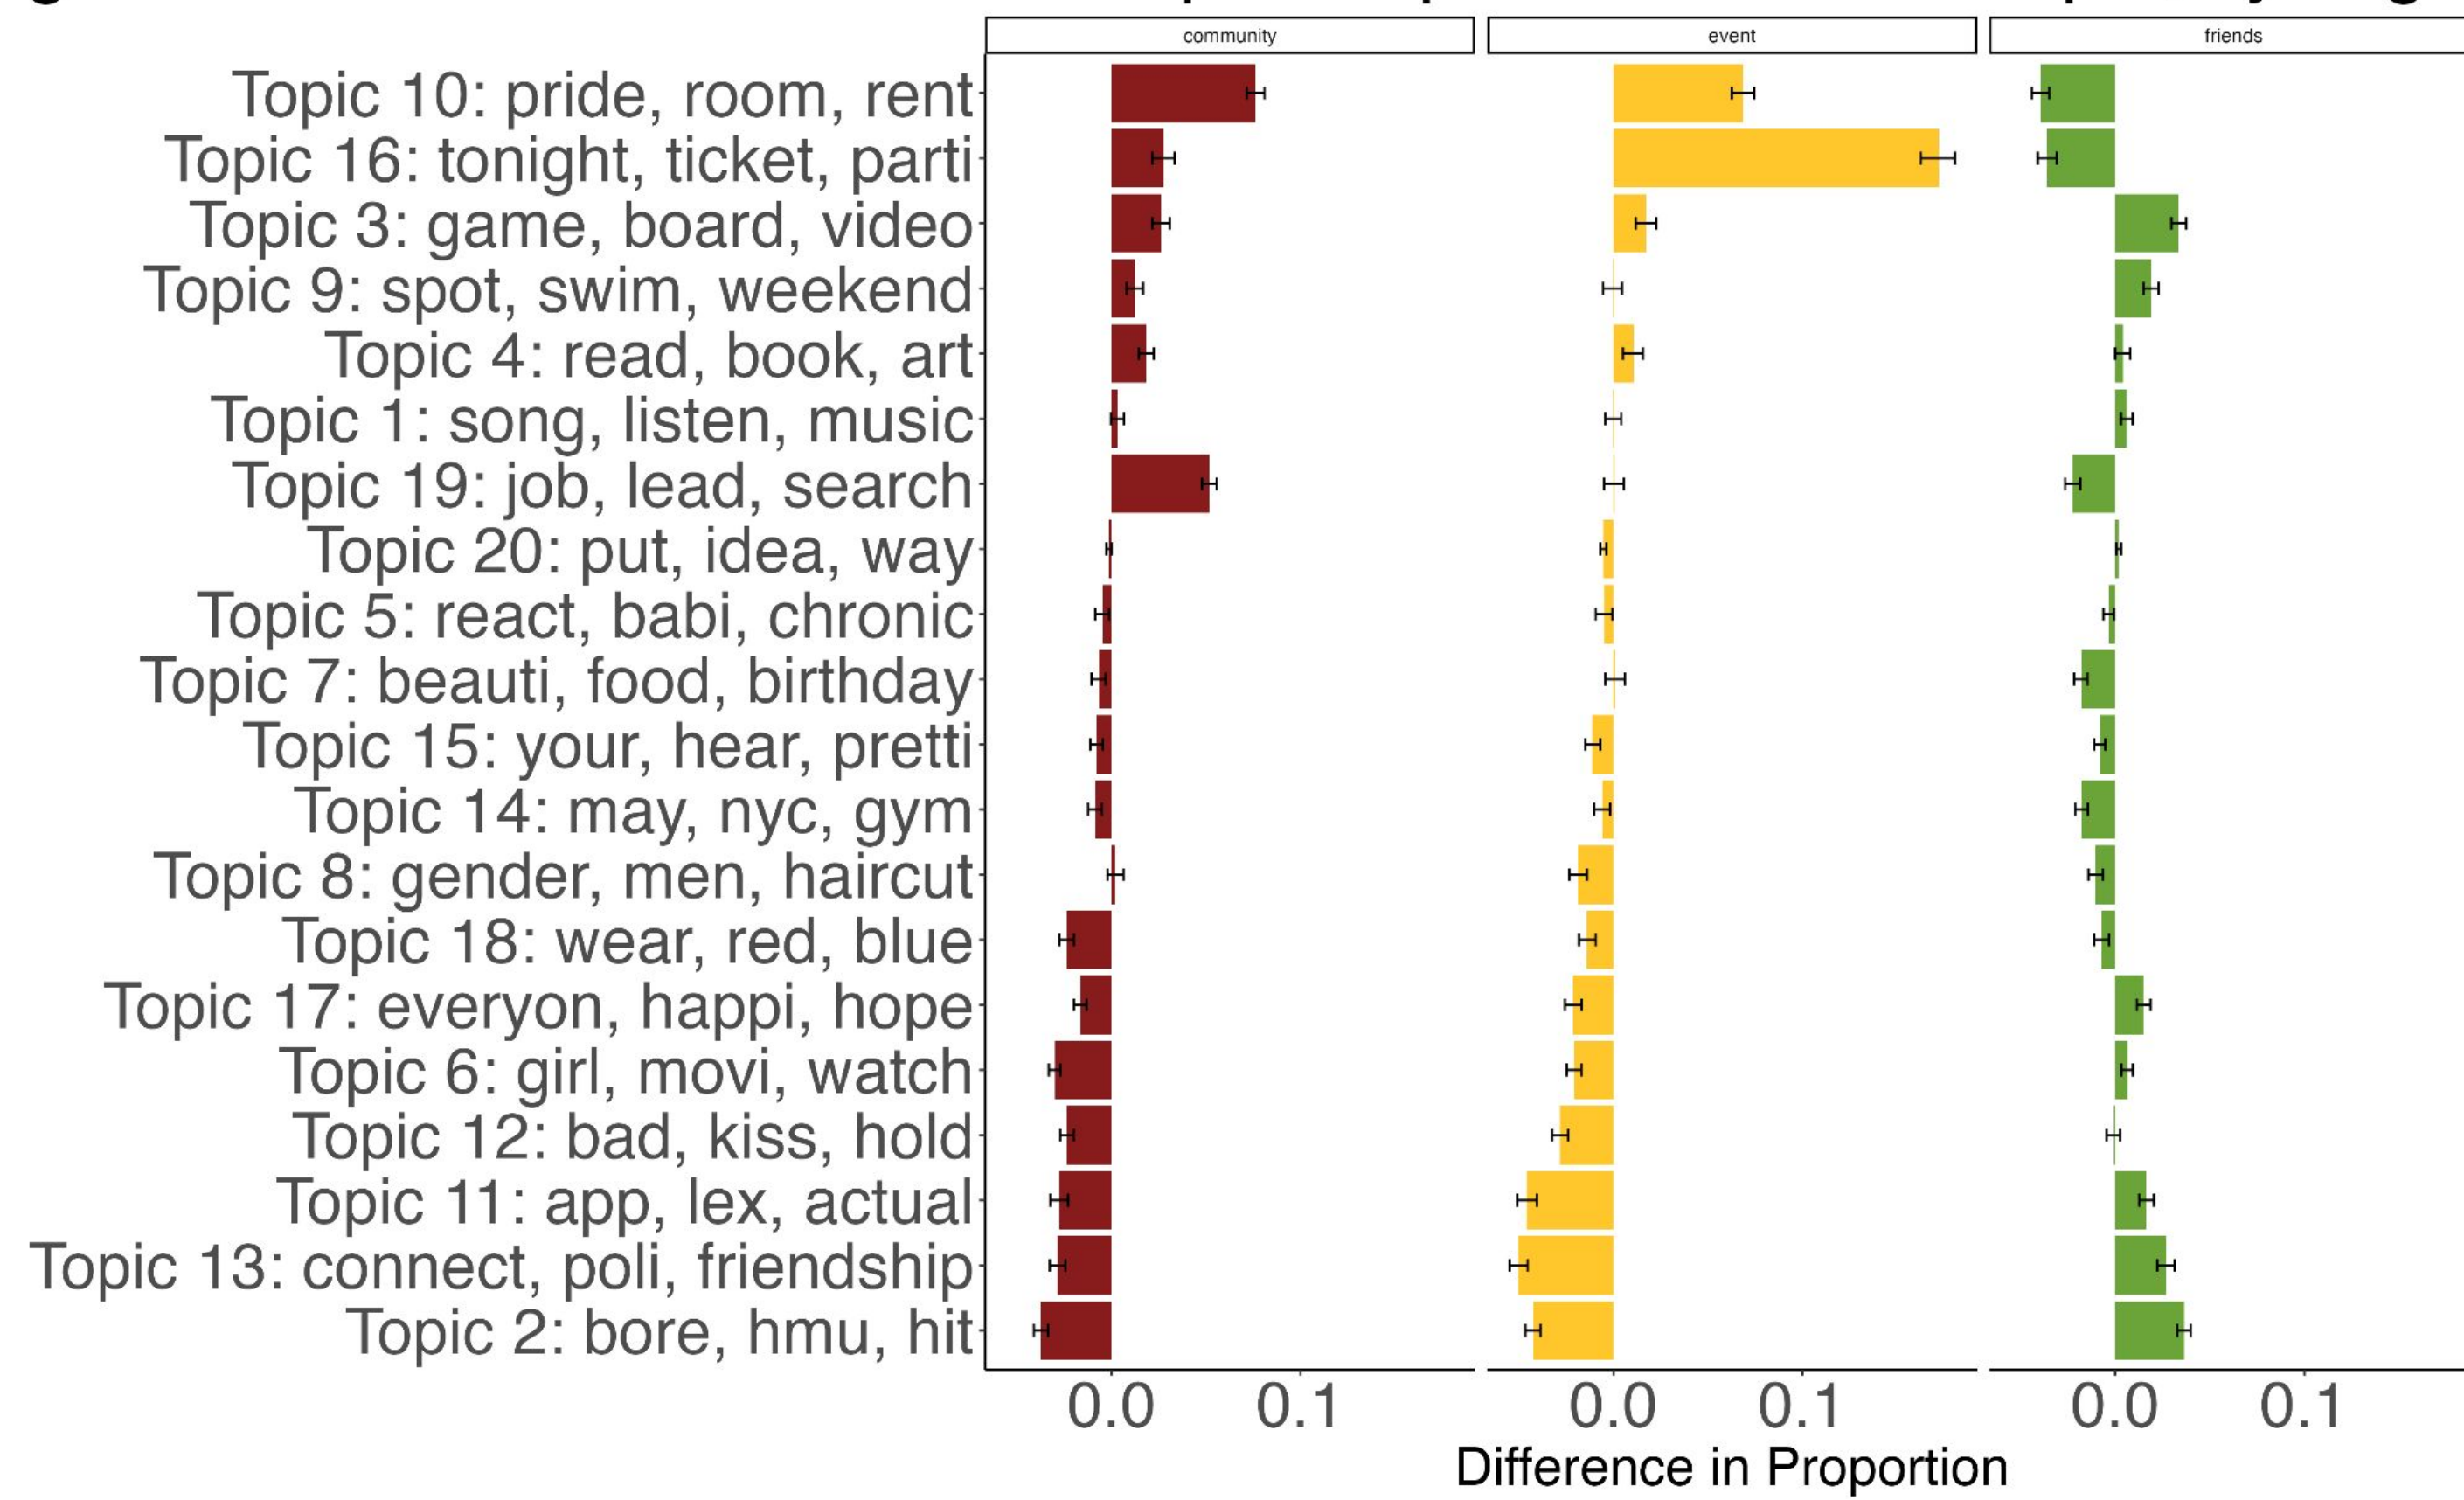 community event friends
Topic 10: pride, room, rent
Topic 16: tonight, ticket, parti
Topic 3: game, board, video
Topic 9: spot, swim, weekend
Topic 4: read, book, art
Topic 1: song, listen, music
Topic 19: job, lead, search
Topic 20: put, idea, way
Topic 5: react, babi, chronic
Topic 7: beauti, food, birthday
Topic 15: your, hear, pretti
Topic 14: may, nyc, gym
Topic 8: gender, men, haircut
Topic 18: wear, red, blue
Topic 17: everyon, happi, hope
Topic 6: girl, movi, watch
Topic 12: bad, kiss, hold
Topic 11: app, lex, actual
Topic 13: connect, poli, friendship
Topic 2: bore, hmu, hit
0.0 0.1 0.0 0.1 0.0 0.1
Difference in Proportion